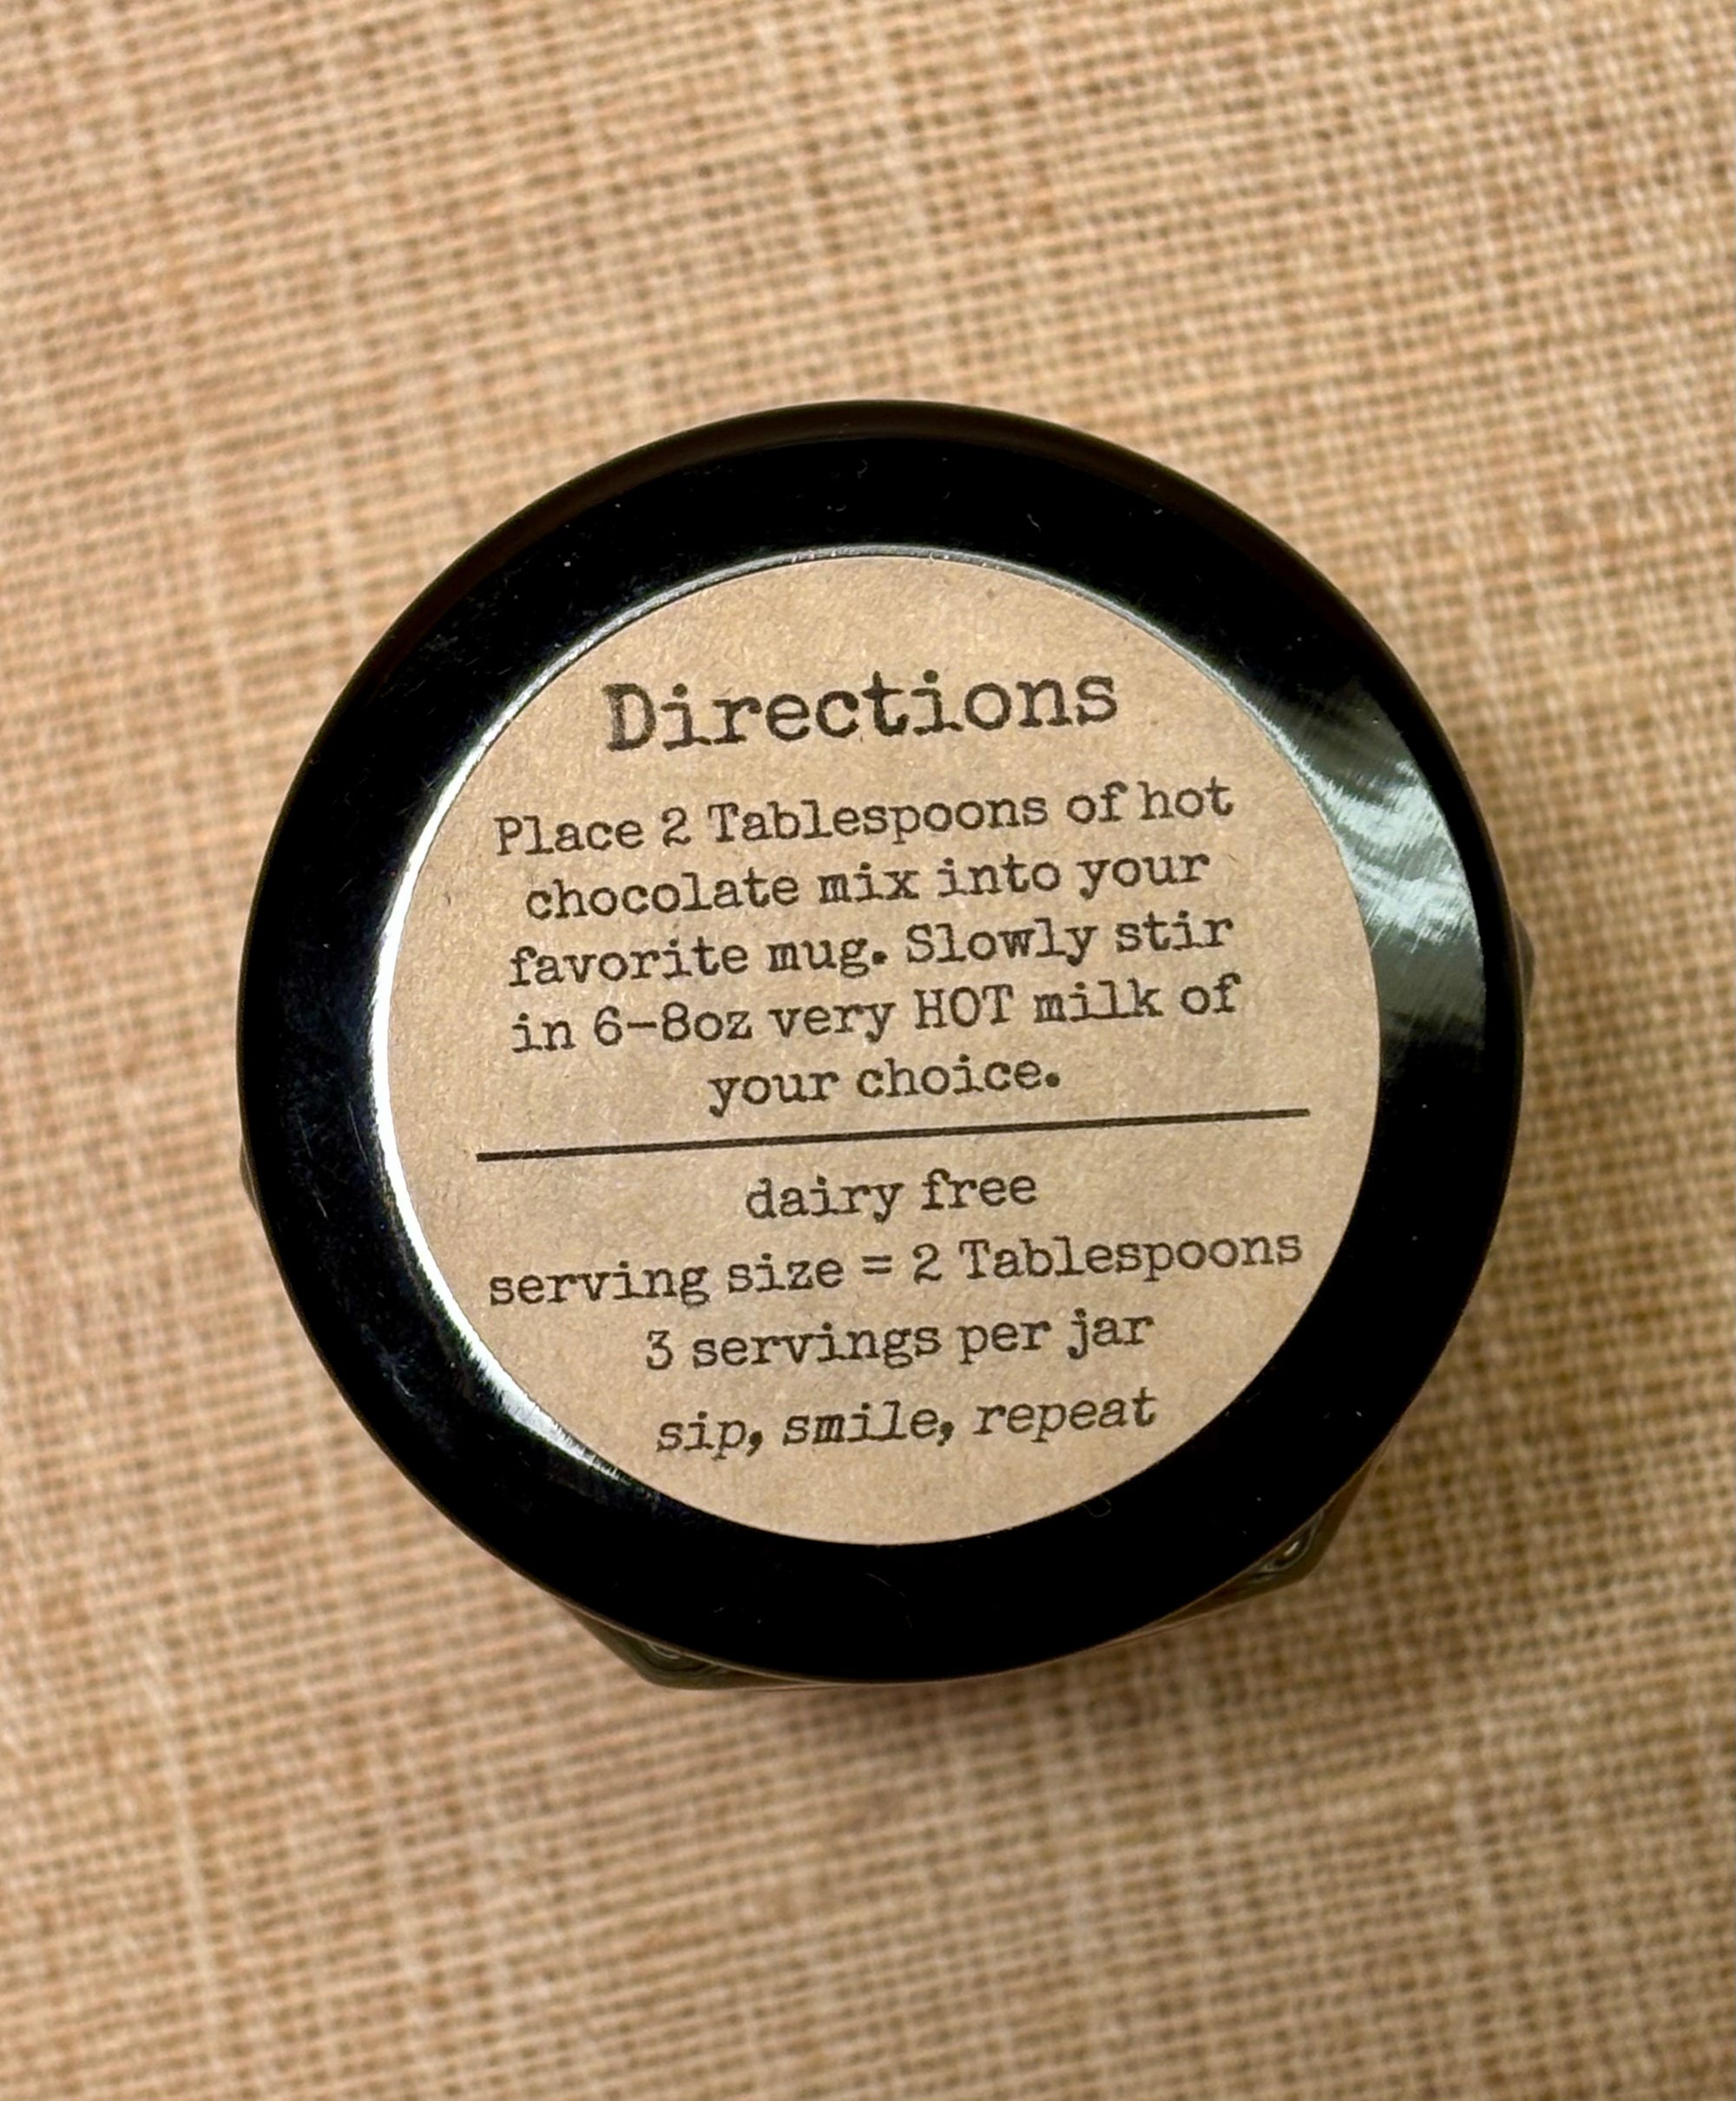 Directions
Place 2 Tablespoons of hot
chocolate mix into your
favorite mug. Slowly stir
in 6-8oz very HOT milk of
your choice.
dairy free
serving size = 2 Tablespoons
3 servings per jar
sip, smile, repeat